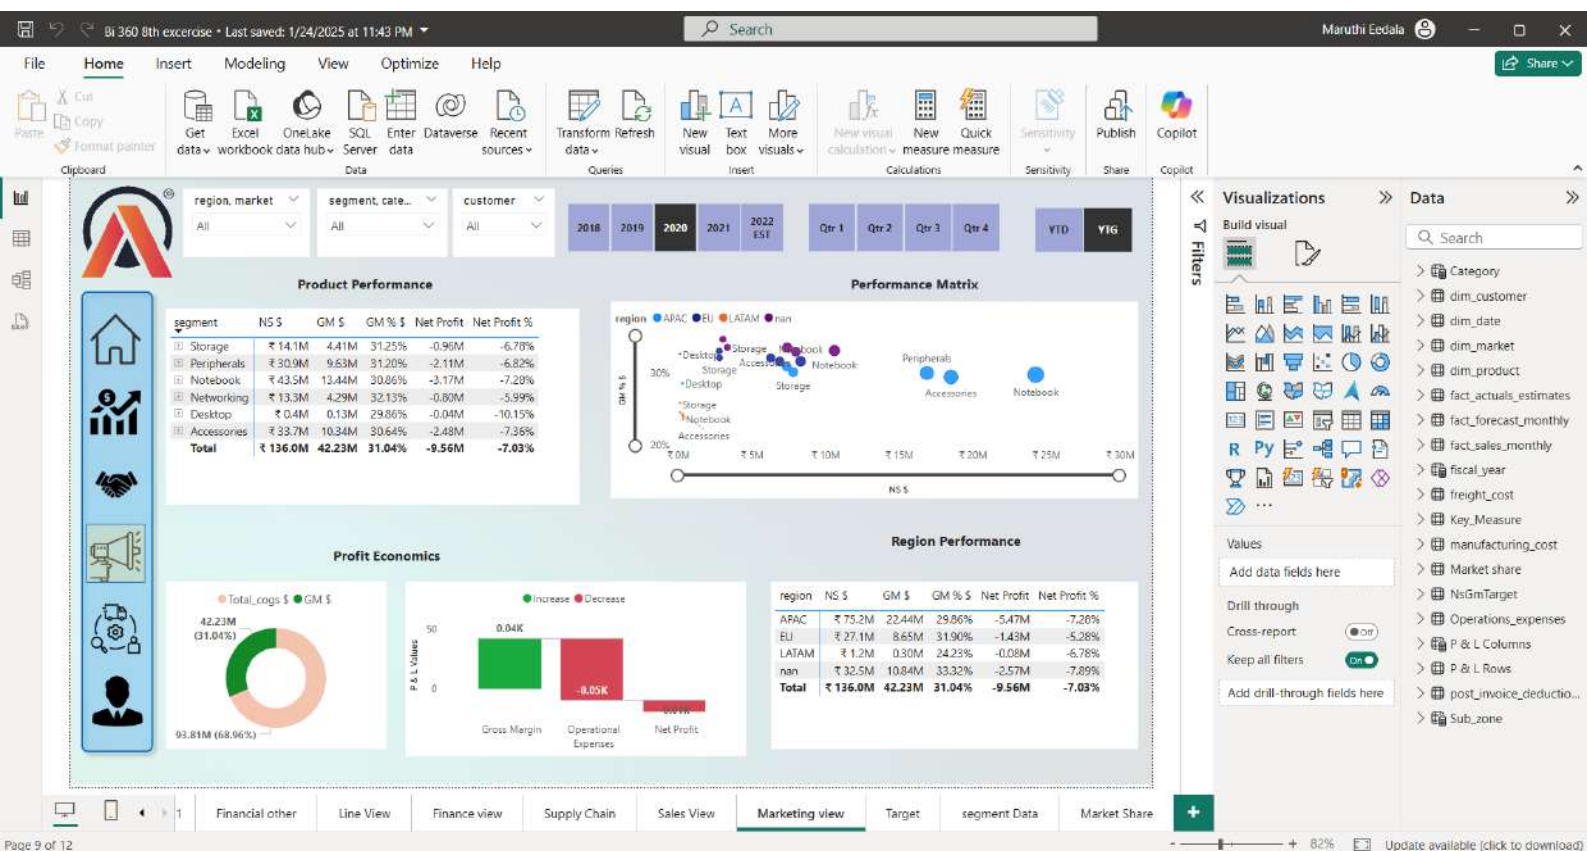 Bi 360 8th excercise • Last saved: 1/24/2025 at 11:43 PM
Search
Maruthi Eedala
File Home Insert Modeling View Optimize Help
Share
Paste
Cut
Copy
Format painter
Clipboard
Get data
Excel workbook
OneLake data hub
SQL Server
Enter data
Dataverse
Recent sources
Data
Transform data
Refresh
Queries
New visual
Text box
More visuals
Insert
New visual calculation
New measure
Quick measure
Calculations
Sensitivity
Sensitivity
Publish
Share
Copilot
Copilot
region, market
All
segment, cate...
All
customer
All
2018 2019 2020 2021 2022 EST
Qtr 1 Qtr 2 Qtr 3 Qtr 4
YTD YTG
Product Performance
segment NS $ GM $ GM % $ Net Profit Net Profit %
Storage ₹ 14.1M 4.41M 31.25% -0.96M -6.78%
Peripherals ₹ 30.9M 9.63M 31.20% -2.11M -6.82%
Notebook ₹ 43.5M 13.44M 30.86% -3.17M -7.28%
Networking ₹ 13.3M 4.29M 32.13% -0.80M -5.99%
Desktop ₹ 0.4M 0.13M 29.86% -0.04M -10.15%
Accessories ₹ 33.7M 10.34M 30.64% -2.48M -7.36%
Total ₹ 136.0M 42.23M 31.04% -9.56M -7.03%
Performance Matrix
region APAC EU LATAM nan
GM % $
30%
20%
Desktop
Storage
Notebook
Storage
Notebook
Desktop
Storage
Peripherals
Accessories
Notebook
Storage
Notebook
Accessories
₹ 0M ₹ 5M ₹ 10M ₹ 15M ₹ 20M ₹ 25M ₹ 30M
NS $
Profit Economics
Total_cogs $ GM $
42.23M
(31.04%)
93.81M (68.96%)
Increase Decrease
P & L Values
50
0
0.04K
-0.05K
Gross Margin
Operational Expenses
Net Profit
Region Performance
region NS $ GM $ GM % $ Net Profit Net Profit %
APAC ₹ 75.2M 22.44M 29.86% -5.47M -7.28%
EU ₹ 27.1M 8.65M 31.90% -1.43M -5.28%
LATAM ₹ 1.2M 0.30M 24.23% -0.08M -6.78%
nan ₹ 32.5M 10.84M 33.32% -2.57M -7.89%
Total ₹ 136.0M 42.23M 31.04% -9.56M -7.03%
Filters
Visualizations
Build visual
R Py
Values
Add data fields here
Drill through
Cross-report Off
Keep all filters On
Add drill-through fields here
Data
Search
Category
dim_customer
dim_date
dim_market
dim_product
fact_actuals_estimates
fact_forecast_monthly
fact_sales_monthly
fiscal_year
freight_cost
Key_Measure
manufacturing_cost
Market share
NsGmTarget
Operations_expenses
P & L Columns
P & L Rows
post_invoice_deductio...
Sub_zone
1 Financial other Line View Finance view Supply Chain Sales View Marketing view Target segment Data Market Share
Page 9 of 12
82%
Update available (click to download)